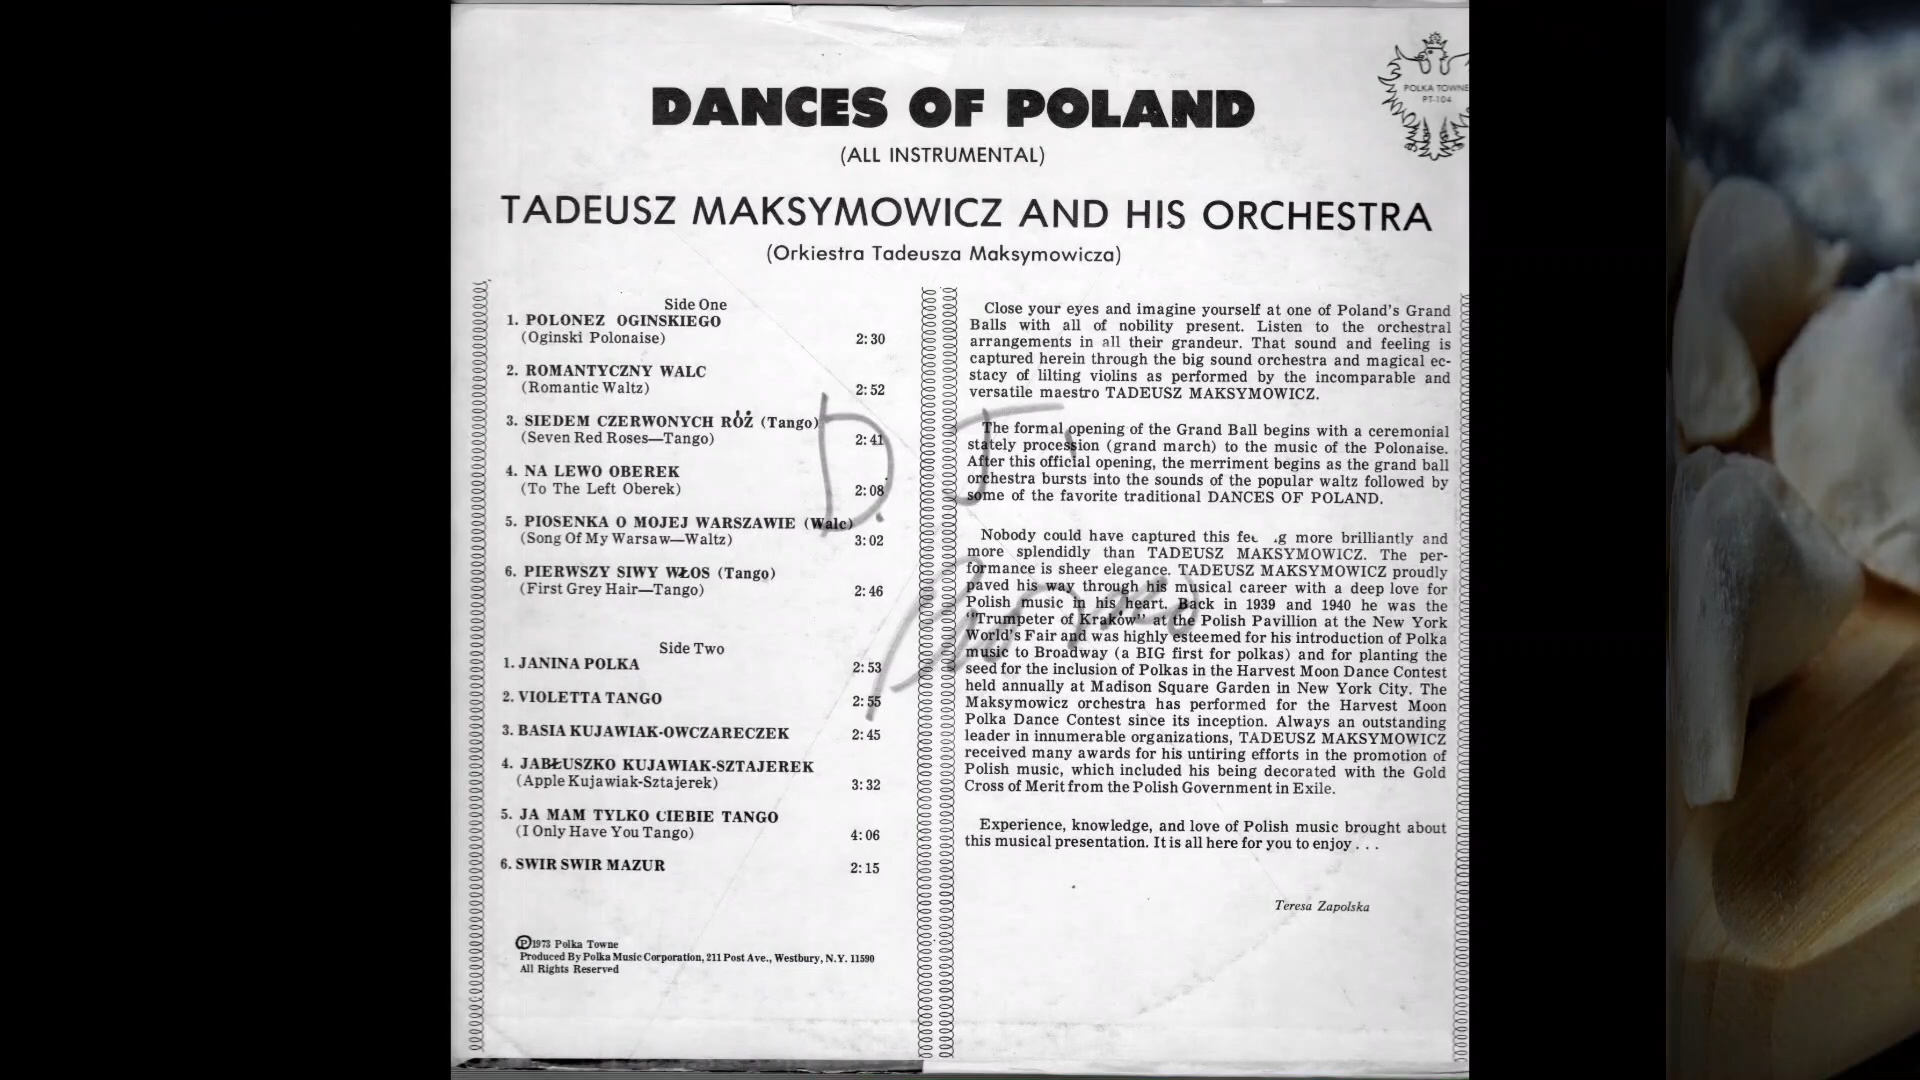 DANCES OF POLAND
(ALL INSTRUMENTAL)
TADEUSZ MAKSYMOWICZ AND HIS ORCHESTRA
(Orkiestra Tadeusza Maksymowicza)
POLKA TOWNE
PT-104
Side One
1. POLONEZ OGINSKIEGO
(Oginski Polonaise) 2:30
2. ROMANTYCZNY WALC
(Romantic Waltz) 2:52
3. SIEDEM CZERWONYCH RÓŻ (Tango)
(Seven Red Roses—Tango) 2:41
4. NA LEWO OBEREK
(To The Left Oberek) 2:08
5. PIOSENKA O MOJEJ WARSZAWIE (Walc)
(Song Of My Warsaw—Waltz) 3:02
6. PIERWSZY SIWY WŁOS (Tango)
(First Grey Hair—Tango) 2:46
Side Two
1. JANINA POLKA 2:53
2. VIOLETTA TANGO 2:55
3. BASIA KUJAWIAK-OWCZARECZEK 2:45
4. JABŁUSZKO KUJAWIAK-SZTAJEREK
(Apple Kujawiak-Sztajerek) 3:32
5. JA MAM TYLKO CIEBIE TANGO
(I Only Have You Tango) 4:06
6. SWIR SWIR MAZUR 2:15
Ⓟ1973 Polka Towne
Produced By Polka Music Corporation, 211 Post Ave., Westbury, N.Y. 11590
All Rights Reserved
Close your eyes and imagine yourself at one of Poland's Grand
Balls with all of nobility present. Listen to the orchestral
arrangements in all their grandeur. That sound and feeling is
captured herein through the big sound orchestra and magical ec-
stacy of lilting violins as performed by the incomparable and
versatile maestro TADEUSZ MAKSYMOWICZ.
The formal opening of the Grand Ball begins with a ceremonial
stately procession (grand march) to the music of the Polonaise.
After this official opening, the merriment begins as the grand ball
orchestra bursts into the sounds of the popular waltz followed by
some of the favorite traditional DANCES OF POLAND.
Nobody could have captured this more brilliantly and
more splendidly than TADEUSZ MAKSYMOWICZ. The per-
formance is sheer elegance. TADEUSZ MAKSYMOWICZ proudly
paved his way through his musical career with a deep love for
Polish music in his heart. Back in 1939 and 1940 he was the
"Trumpeter of Kraków" at the Polish Pavillion at the New York
World's Fair and was highly esteemed for his introduction of Polka
music to Broadway (a BIG first for polkas) and for planting the
seed for the inclusion of Polkas in the Harvest Moon Dance Contest
held annually at Madison Square Garden in New York City. The
Maksymowicz orchestra has performed for the Harvest Moon
Polka Dance Contest since its inception. Always an outstanding
leader in innumerable organizations, TADEUSZ MAKSYMOWICZ
received many awards for his untiring efforts in the promotion of
Polish music, which included his being decorated with the Gold
Cross of Merit from the Polish Government in Exile.
Experience, knowledge, and love of Polish music brought about
this musical presentation. It is all here for you to enjoy . . .
Teresa Zapolska
D.J.